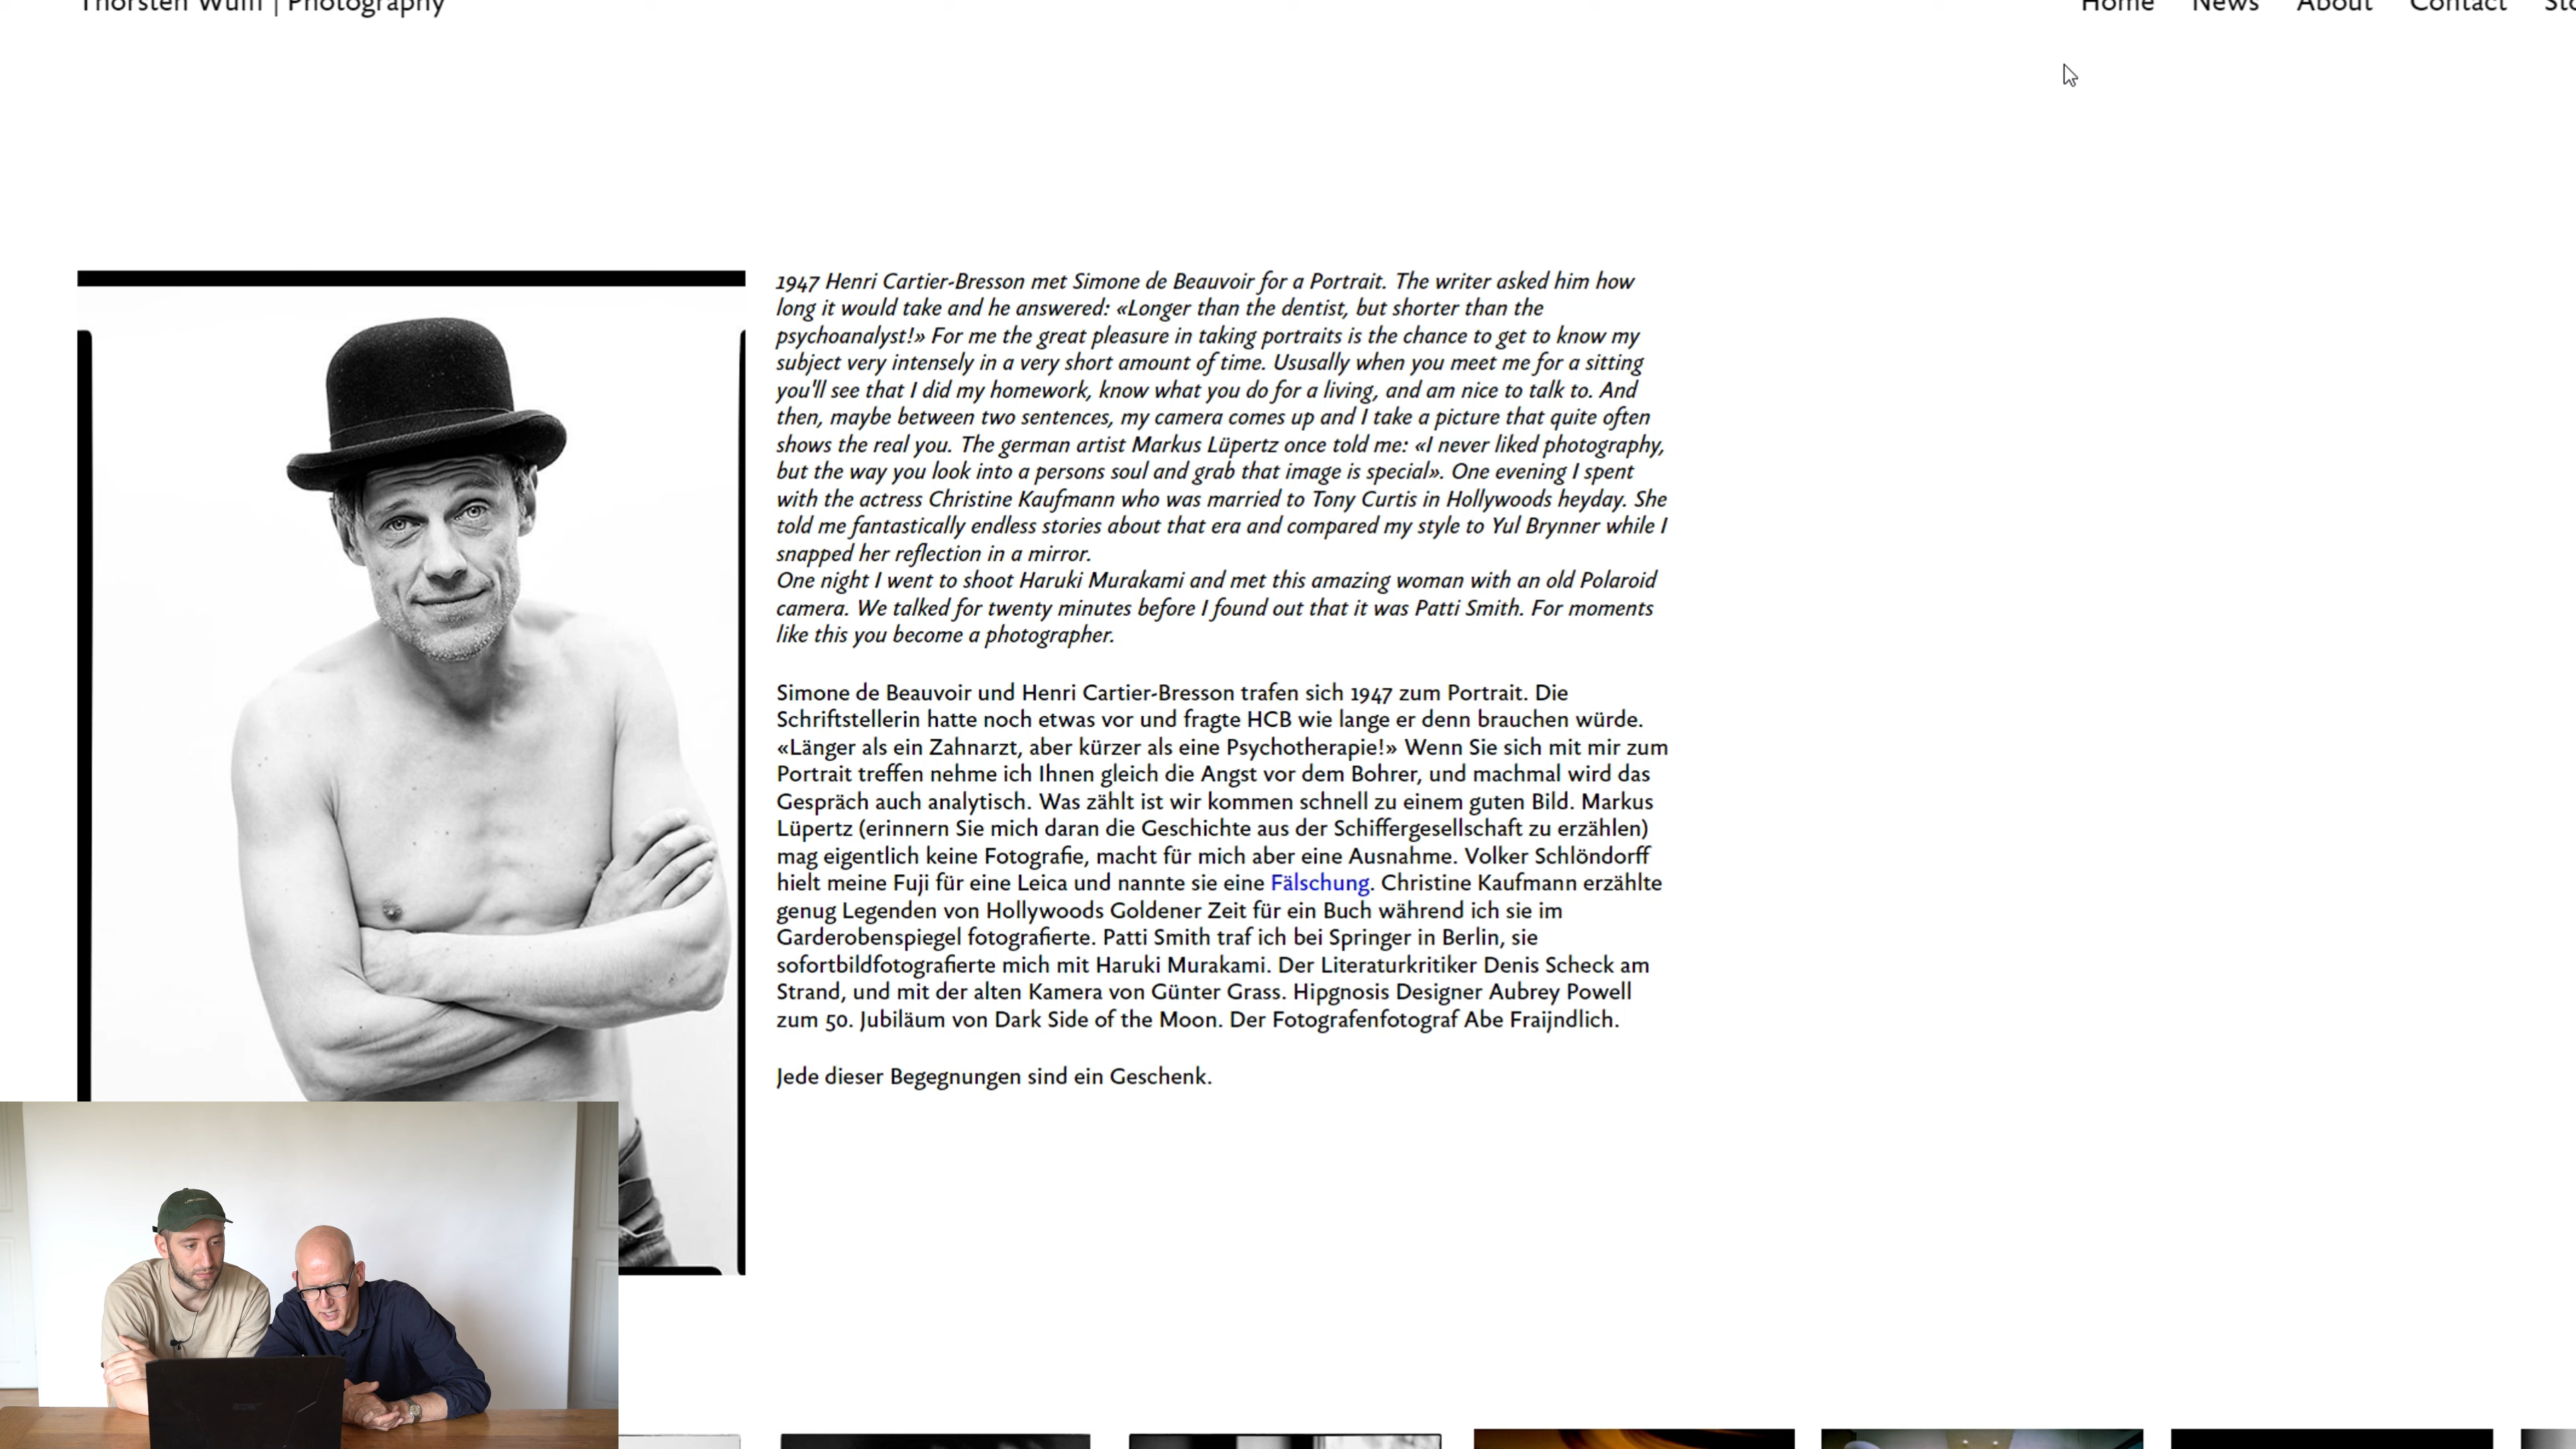 Thorsten Wulff | Photography
Home News About Contact
1947 Henri Cartier-Bresson met Simone de Beauvoir for a Portrait. The writer asked him how
long it would take and he answered: «Longer than the dentist, but shorter than the
psychoanalyst!» For me the great pleasure in taking portraits is the chance to get to know my
subject very intensely in a very short amount of time. Ususally when you meet me for a sitting
you'll see that I did my homework, know what you do for a living, and am nice to talk to. And
then, maybe between two sentences, my camera comes up and I take a picture that quite often
shows the real you. The german artist Markus Lüpertz once told me: «I never liked photography,
but the way you look into a persons soul and grab that image is special». One evening I spent
with the actress Christine Kaufmann who was married to Tony Curtis in Hollywoods heyday. She
told me fantastically endless stories about that era and compared my style to Yul Brynner while I
snapped her reflection in a mirror.
One night I went to shoot Haruki Murakami and met this amazing woman with an old Polaroid
camera. We talked for twenty minutes before I found out that it was Patti Smith. For moments
like this you become a photographer.
Simone de Beauvoir und Henri Cartier-Bresson trafen sich 1947 zum Portrait. Die
Schriftstellerin hatte noch etwas vor und fragte HCB wie lange er denn brauchen würde.
«Länger als ein Zahnarzt, aber kürzer als eine Psychotherapie!» Wenn Sie sich mit mir zum
Portrait treffen nehme ich Ihnen gleich die Angst vor dem Bohrer, und machmal wird das
Gespräch auch analytisch. Was zählt ist wir kommen schnell zu einem guten Bild. Markus
Lüpertz (erinnern Sie mich daran die Geschichte aus der Schiffergesellschaft zu erzählen)
mag eigentlich keine Fotografie, macht für mich aber eine Ausnahme. Volker Schlöndorff
hielt meine Fuji für eine Leica und nannte sie eine Fälschung. Christine Kaufmann erzählte
genug Legenden von Hollywoods Goldener Zeit für ein Buch während ich sie im
Garderobenspiegel fotografierte. Patti Smith traf ich bei Springer in Berlin, sie
sofortbildfotografierte mich mit Haruki Murakami. Der Literaturkritiker Denis Scheck am
Strand, und mit der alten Kamera von Günter Grass. Hipgnosis Designer Aubrey Powell
zum 50. Jubiläum von Dark Side of the Moon. Der Fotografenfotograf Abe Fraijndlich.
Jede dieser Begegnungen sind ein Geschenk.